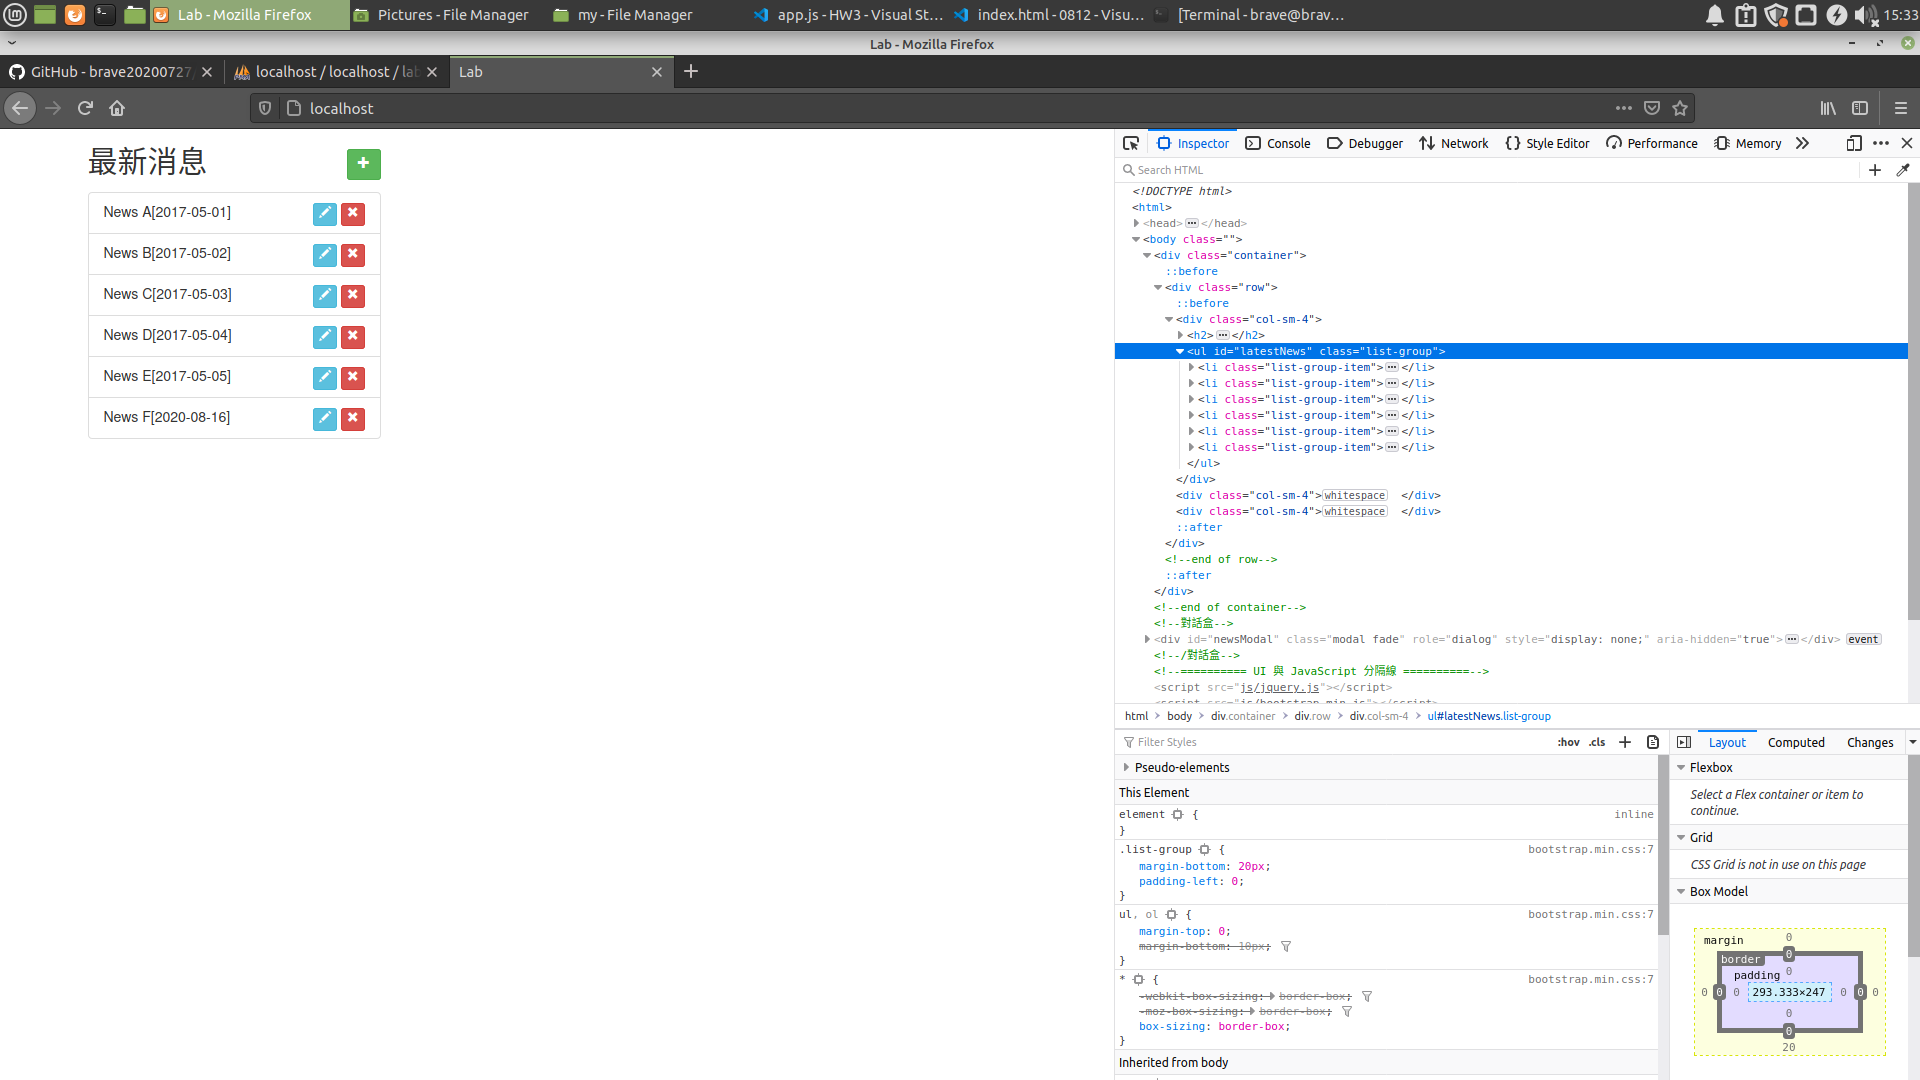 Lab - Mozilla Firefox
Pictures - File Manager
my - File Manager
app.js - HW3 - Visual St...
index.html - 0812 - Visu...
[Terminal - brave@brav...
15:33
Lab - Mozilla Firefox
GitHub - brave20200727/
localhost / localhost / lab
Lab
localhost
最新消息
News A[2017-05-01]
News B[2017-05-02]
News C[2017-05-03]
News D[2017-05-04]
News E[2017-05-05]
News F[2020-08-16]
Inspector Console Debugger Network Style Editor Performance Memory
Search HTML
<!DOCTYPE html>
<html>
<head></head>
<body class="">
<div class="container">
::before
<div class="row">
::before
<div class="col-sm-4">
<h2></h2>
<ul id="latestNews" class="list-group">
<li class="list-group-item"></li>
<li class="list-group-item"></li>
<li class="list-group-item"></li>
<li class="list-group-item"></li>
<li class="list-group-item"></li>
<li class="list-group-item"></li>
</ul>
</div>
<div class="col-sm-4">whitespace </div>
<div class="col-sm-4">whitespace </div>
::after
</div>
<!--end of row-->
::after
</div>
<!--end of container-->
<!--對話盒-->
<div id="newsModal" class="modal fade" role="dialog" style="display: none;" aria-hidden="true"></div> event
<!--/對話盒-->
<!--========== UI 與 JavaScript 分隔線 ==========-->
<script src="js/jquery.js"></script>
<script src="js/bootstrap.min.js"></script>
html body div.container div.row div.col-sm-4 ul#latestNews.list-group
Filter Styles
:hov .cls
Pseudo-elements
This Element
element { inline
}
.list-group { bootstrap.min.css:7
margin-bottom: 20px;
padding-left: 0;
}
ul, ol { bootstrap.min.css:7
margin-top: 0;
margin-bottom: 10px;
}
* { bootstrap.min.css:7
-webkit-box-sizing: border-box;
-moz-box-sizing: border-box;
box-sizing: border-box;
}
Inherited from body
Layout Computed Changes
Flexbox
Select a Flex container or item to
continue.
Grid
CSS Grid is not in use on this page
Box Model
margin 0
border 0
padding 0
0 0 0 293.333×247 0 0 0
0
0
20